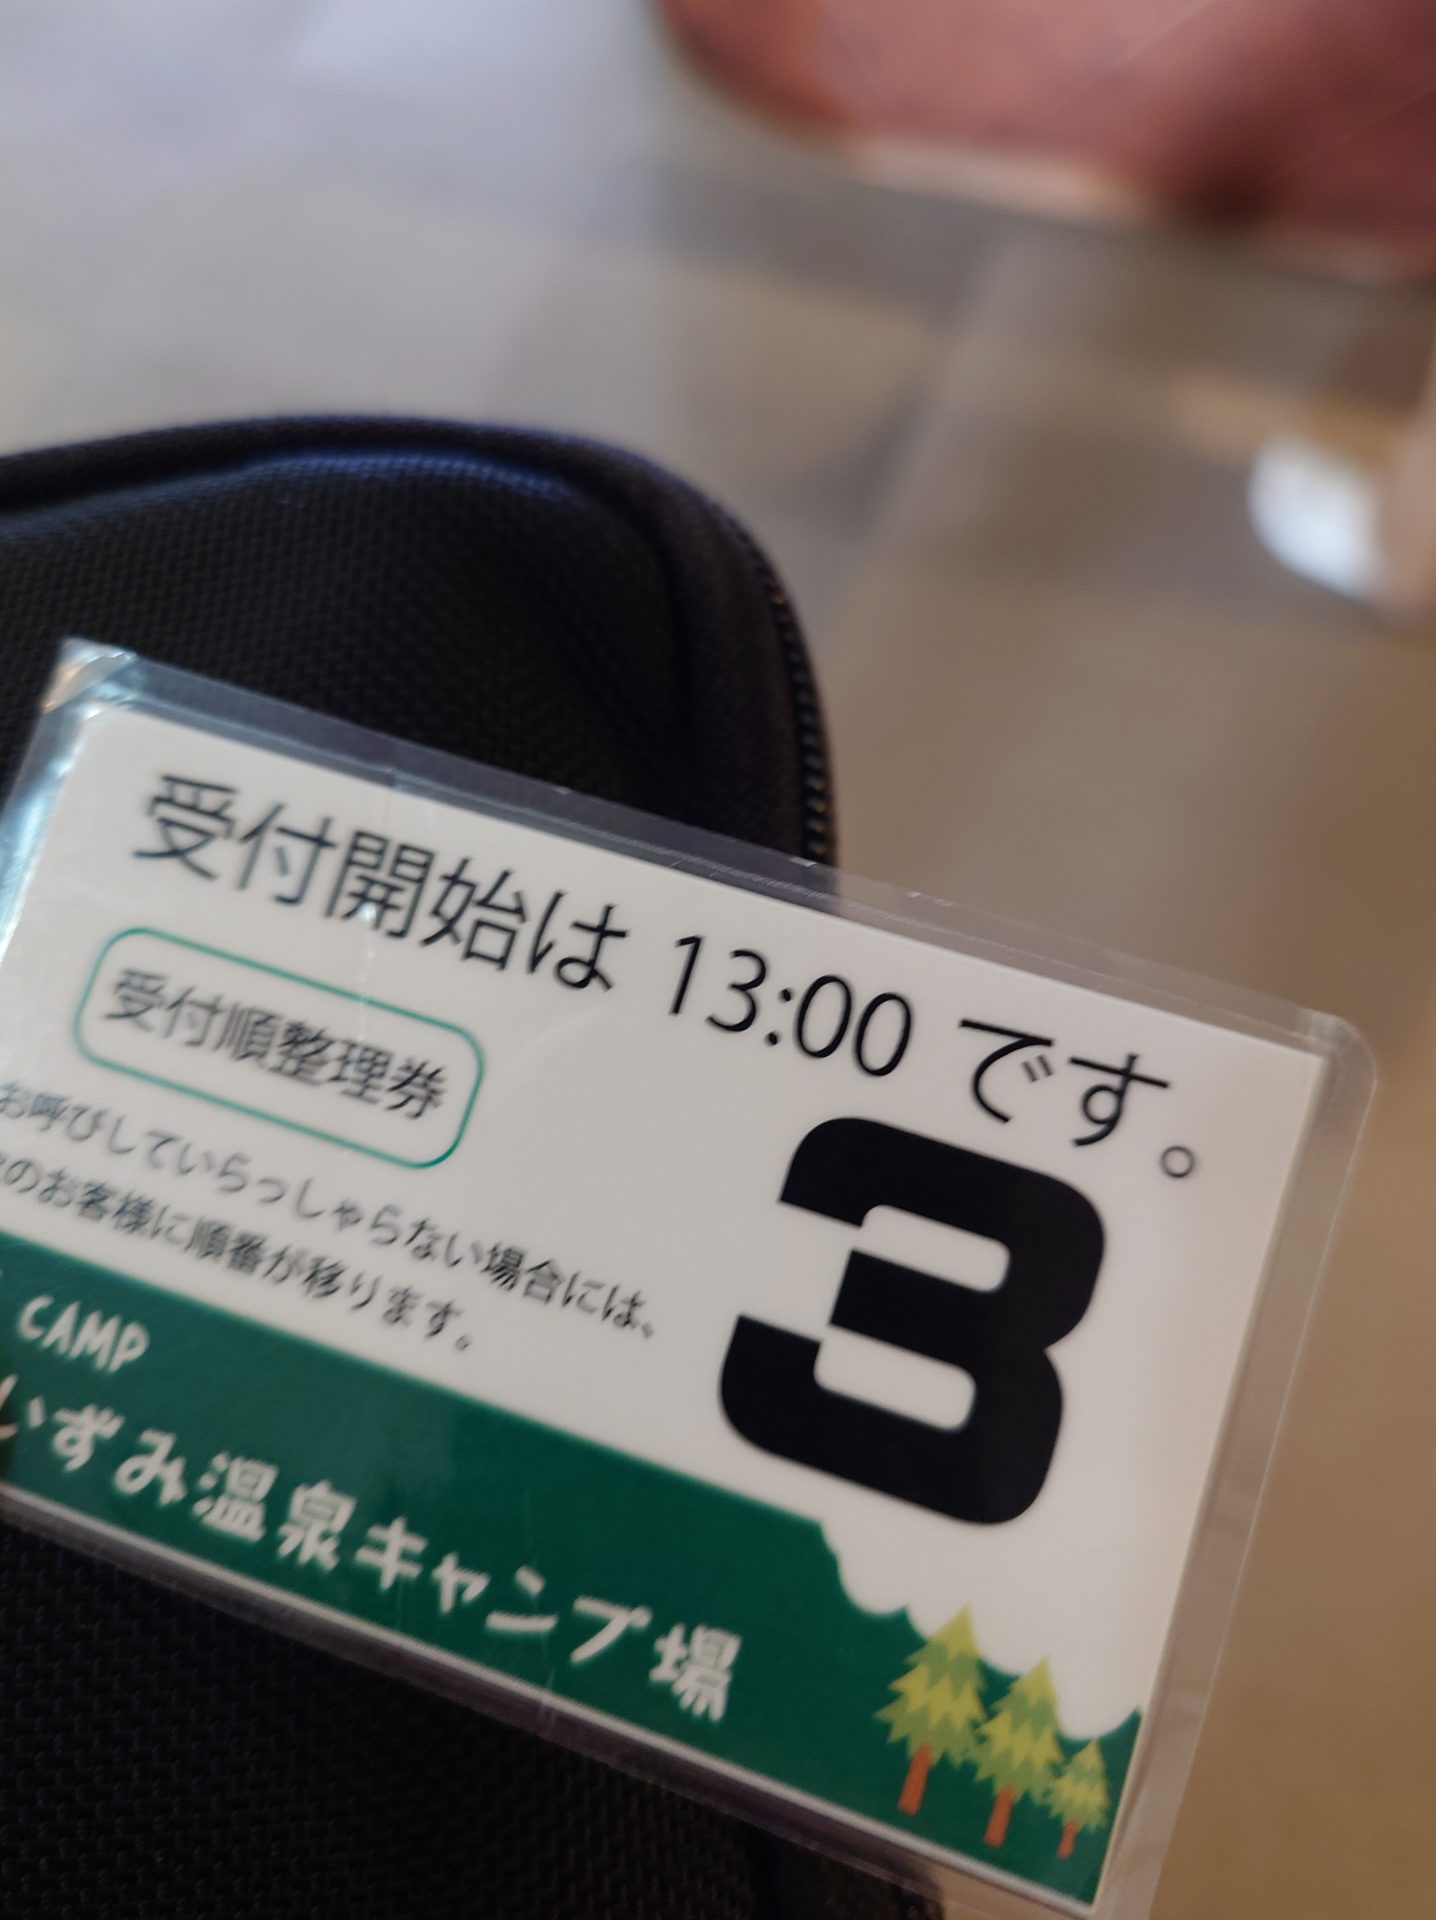 受付開始は 13:00 です。
受付順整理券
お呼びしていらっしゃらない場合には、
のお客様に順番が移ります。
3
CAMP
いずみ温泉キャンプ場